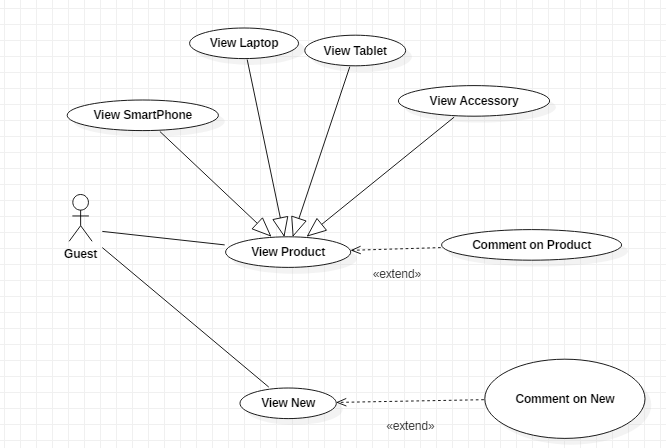 View Laptop
View Tablet
View Accessory
View SmartPhone
Guest
View Product
Comment on Product
«extend»
View New
Comment on New
«extend»